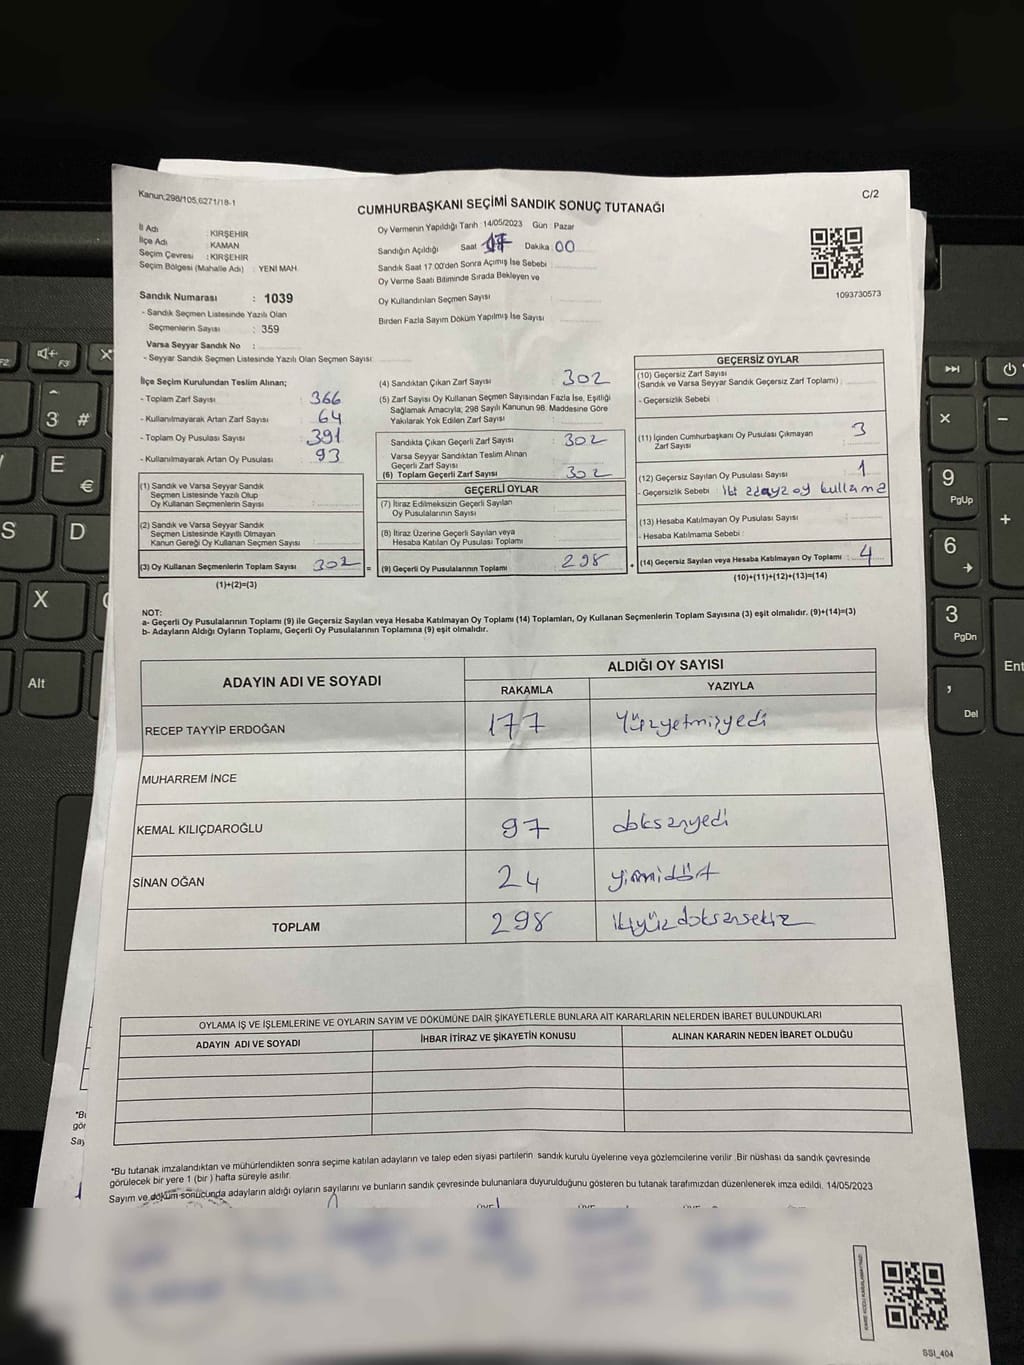 Kanun;298/105,6271/18-1
C/2
CUMHURBAŞKANI SEÇİMİ SANDIK SONUÇ TUTANAĞI
İl Adı : KIRŞEHİR
İlçe Adı : KAMAN
Seçim Çevresi : KIRŞEHİR
Seçim Bölgesi (Mahalle Adı) : YENİ MAH.
Sandık Numarası : 1039
- Sandık Seçmen Listesinde Yazılı Olan
Seçmenlerin Sayısı : 359
Varsa Seyyar Sandık No :
- Seyyar Sandık Seçmen Listesinde Yazılı Olan Seçmen Sayısı:
Oy Vermenin Yapıldığı Tarih 14/05/2023 Gün Pazar
Sandığın Açıldığı Saat 17 Dakika 00
Sandık Saat 17.00'den Sonra Açımış İse Sebebi
Oy Verme Saati Bitiminde Sırada Bekleyen ve
Oy Kullandırılan Seçmen Sayısı
Birden Fazla Sayım Döküm Yapılmış İse Sayısı
1093730573
İlçe Seçim Kurulundan Teslim Alınan;
- Toplam Zarf Sayısı : 366
- Kullanılmayarak Artan Zarf Sayısı : 64
- Toplam Oy Pusulası Sayısı : 391
- Kullanılmayarak Artan Oy Pusulası : 93
(1) Sandık ve Varsa Seyyar Sandık
Seçmen Listesinde Yazılı Olup
Oy Kullanan Seçmenlerin Sayısı :
(2) Sandık ve Varsa Seyyar Sandık
Seçmen Listesinde Kayıtlı Olmayan
Kanun Gereği Oy Kullanan Seçmen Sayısı :
(3) Oy Kullanan Seçmenlerin Toplam Sayısı : 302 =
(1)+(2)=(3)
(4) Sandıktan Çıkan Zarf Sayısı : 302
(5) Zarf Sayısı Oy Kullanan Seçmen Sayısından Fazla İse, Eşitliği
Sağlamak Amacıyla; 298 Sayılı Kanunun 98. Maddesine Göre
Yakılarak Yok Edilen Zarf Sayısı :
Sandıkta Çıkan Geçerli Zarf Sayısı : 302
Varsa Seyyar Sandıktan Teslim Alınan
Geçerli Zarf Sayısı :
(6) Toplam Geçerli Zarf Sayısı : 302
GEÇERLİ OYLAR
(7) İtiraz Edilmeksizin Geçerli Sayılan
Oy Pusulalarının Sayısı :
(8) İtiraz Üzerine Geçerli Sayılan veya
Hesaba Katılan Oy Pusulası Toplamı :
(9) Geçerli Oy Pusulalarının Toplamı : 298 +
GEÇERSİZ OYLAR
(10) Geçersiz Zarf Sayısı
(Sandık ve Varsa Seyyar Sandık Geçersiz Zarf Toplamı) :
- Geçersizlik Sebebi :
(11) İçinden Cumhurbaşkanı Oy Pusulası Çıkmayan
Zarf Sayısı : 3
(12) Geçersiz Sayılan Oy Pusulası Sayısı : 1
- Geçersizlik Sebebi : iki adaya oy kullanma
(13) Hesaba Katılmayan Oy Pusulası Sayısı :
- Hesaba Katılmama Sebebi :
(14) Geçersiz Sayılan veya Hesaba Katılmayan Oy Toplamı : 4
(10)+(11)+(12)+(13)=(14)
NOT:
a- Geçerli Oy Pusulalarının Toplamı (9) ile Geçersiz Sayılan veya Hesaba Katılmayan Oy Toplamı (14) Toplamları, Oy Kullanan Seçmenlerin Toplam Sayısına (3) eşit olmalıdır. (9)+(14)=(3)
b- Adayların Aldığı Oyların Toplamı, Geçerli Oy Pusulalarının Toplamına (9) eşit olmalıdır.
ADAYIN ADI VE SOYADI
ALDIĞI OY SAYISI
RAKAMLA YAZIYLA
RECEP TAYYİP ERDOĞAN 177 Yüzyetmişyedi
MUHARREM İNCE
KEMAL KILIÇDAROĞLU 97 doksanyedi
SİNAN OĞAN 24 yirmidört
TOPLAM 298 ikiyüzdoksansekiz
OYLAMA İŞ VE İŞLEMLERİNE VE OYLARIN SAYIM VE DÖKÜMÜNE DAİR ŞİKAYETLERLE BUNLARA AİT KARARLARIN NELERDEN İBARET BULUNDUKLARI
ADAYIN ADI VE SOYADI İHBAR İTİRAZ VE ŞİKAYETİN KONUSU ALINAN KARARIN NEDEN İBARET OLDUĞU
*Bu tutanak imzalandıktan ve mühürlendikten sonra seçime katılan adayların ve talep eden siyasi partilerin sandık kurulu üyelerine veya gözlemcilerine verilir .Bir nüshası da sandık çevresinde
görülecek bir yere 1 (bir ) hafta süreyle asılır.
Sayım ve döküm sonucunda adayların aldığı oyların sayılarını ve bunların sandık çevresinde bulunanlara duyurulduğunu gösteren bu tutanak tarafımızdan düzenlenerek imza edildi. 14/05/2023
SSI_404
*Bu
gör
Say
F2
F3
3 #
E €
S
D
X
Alt
X
9
PgUp
+
6
3
PgDn
Ent
,
Del